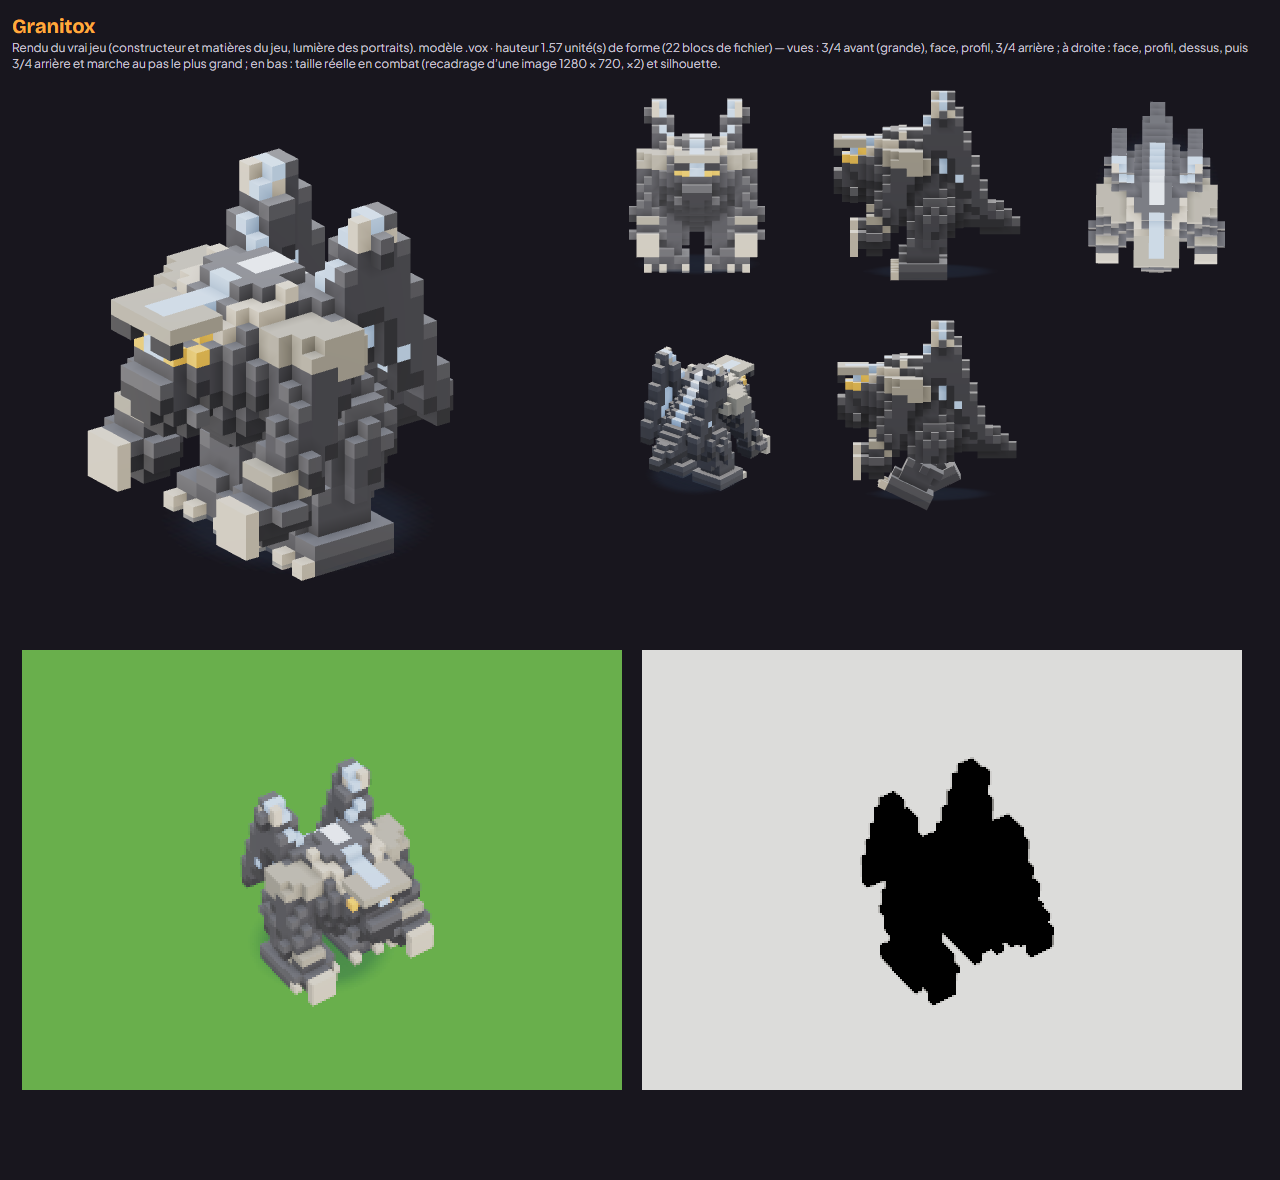 Granitox
Rendu du vrai jeu (constructeur et matières du jeu, lumière des portraits). modèle .vox · hauteur 1.57 unité(s) de forme (22 blocs de fichier) — vues : 3/4 avant (grande), face, profil, 3/4 arrière ; à droite : face, profil, dessus, puis
3/4 arrière et marche au pas le plus grand ; en bas : taille réelle en combat (recadrage d'une image 1280 × 720, ×2) et silhouette.